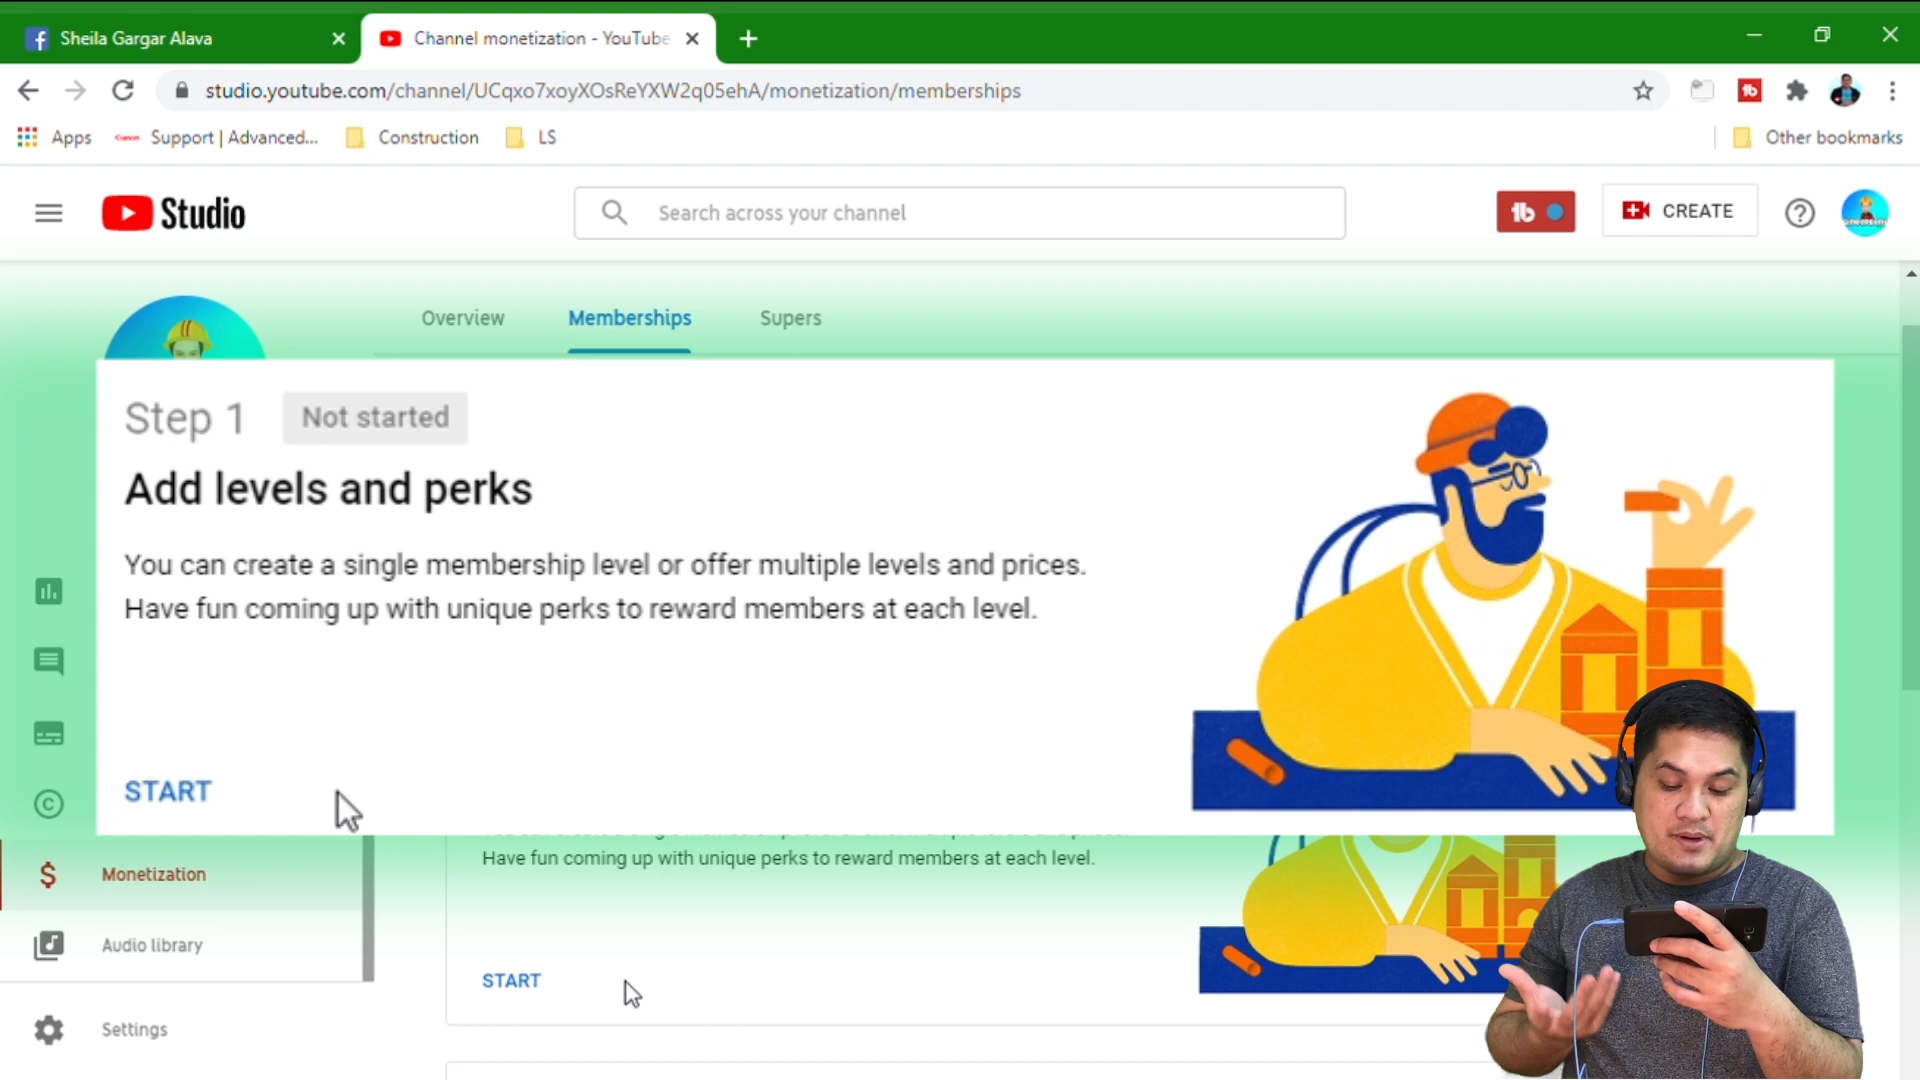 Sheila Gargar Alava
Channel monetization - YouTube
studio.youtube.com/channel/UCqxo7xoyXOsReYXW2q05ehA/monetization/memberships
Apps
Support | Advanced...
Construction
LS
Other bookmarks
Studio
Search across your channel
CREATE
Overview
Memberships
Supers
Step 1
Not started
Add levels and perks
You can create a single membership level or offer multiple levels and prices.
Have fun coming up with unique perks to reward members at each level.
START
Have fun coming up with unique perks to reward members at each level.
START
Monetization
Audio library
Settings